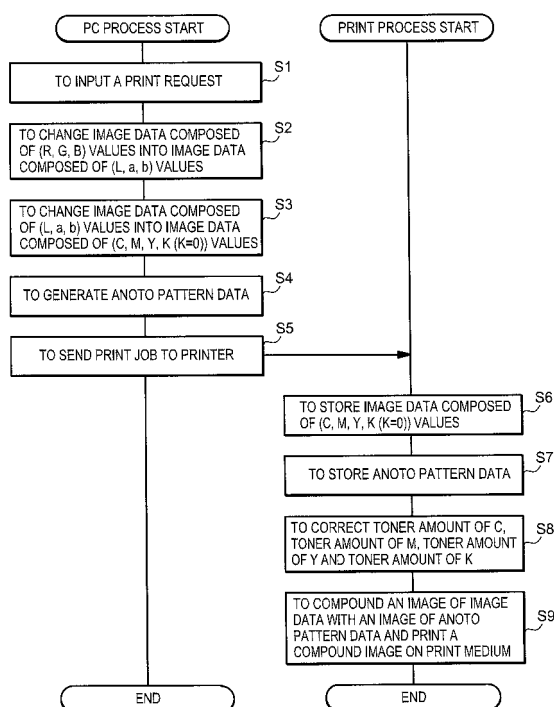 PC PROCESS START
PRINT PROCESS START
S1
TO INPUT A PRINT REQUEST
S2
TO CHANGE IMAGE DATA COMPOSED
OF (R, G, B) VALUES INTO IMAGE DATA
COMPOSED OF (L, a, b) VALUES
S3
TO CHANGE IMAGE DATA COMPOSED
OF (L, a, b) VALUES INTO IMAGE DATA
COMPOSED OF (C, M, Y, K (K=0)) VALUES
S4
TO GENERATE ANOTO PATTERN DATA
S5
TO SEND PRINT JOB TO PRINTER
S6
TO STORE IMAGE DATA COMPOSED
OF (C, M, Y, K (K=0)) VALUES
S7
TO STORE ANOTO PATTERN DATA
S8
TO CORRECT TONER AMOUNT OF C,
TONER AMOUNT OF M, TONER AMOUNT
OF Y AND TONER AMOUNT OF K
S9
TO COMPOUND AN IMAGE OF IMAGE
DATA WITH AN IMAGE OF ANOTO
PATTERN DATA AND PRINT A
COMPOUND IMAGE ON PRINT MEDIUM
END
END